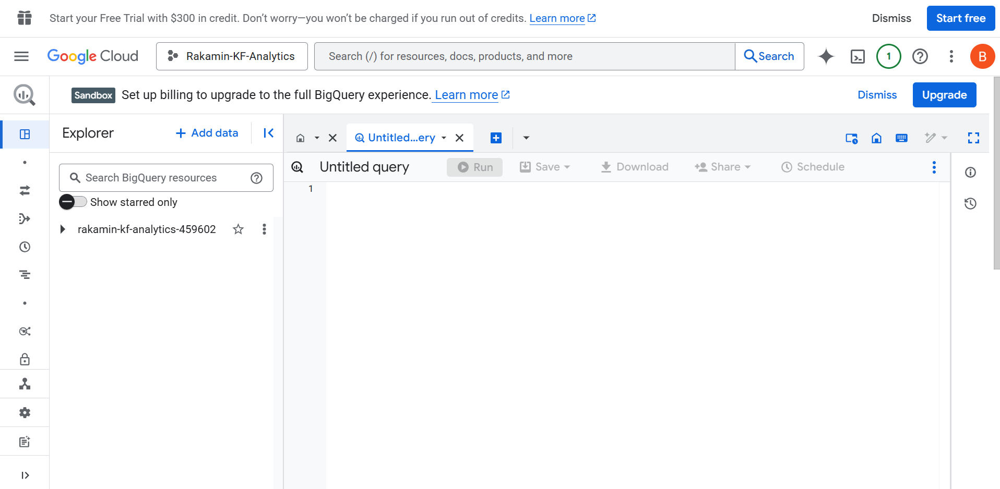 Start your Free Trial with $300 in credit. Don’t worry—you won’t be charged if you run out of credits. Learn more
Dismiss
Start free
Google Cloud
Rakamin-KF-Analytics
Search (/) for resources, docs, products, and more
Search
1
B
Sandbox Set up billing to upgrade to the full BigQuery experience. Learn more
Dismiss
Upgrade
Explorer
+ Add data
Untitled...ery
Search BigQuery resources
Show starred only
rakamin-kf-analytics-459602
Untitled query
Run
Save
Download
Share
Schedule
1